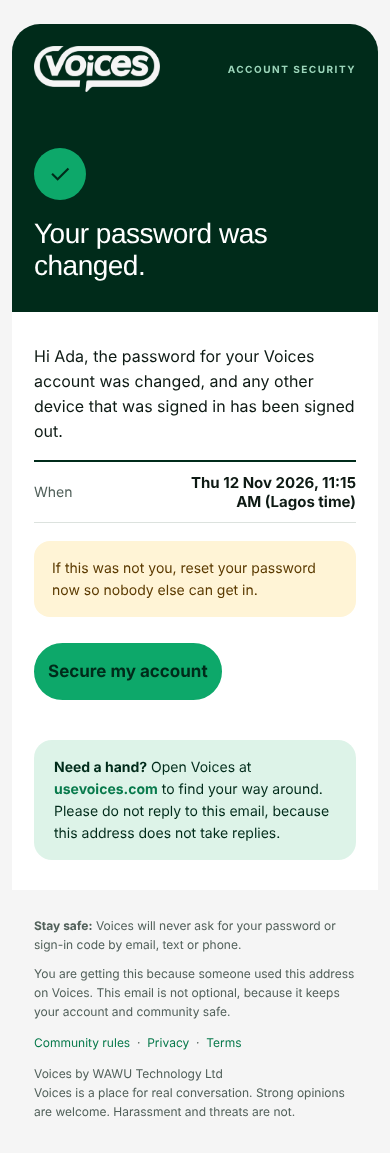 Voices
ACCOUNT SECURITY
Your password was
changed.
Hi Ada, the password for your Voices
account was changed, and any other
device that was signed in has been signed
out.
When
Thu 12 Nov 2026, 11:15
AM (Lagos time)
If this was not you, reset your password
now so nobody else can get in.
Secure my account
Need a hand? Open Voices at
usevoices.com to find your way around.
Please do not reply to this email, because
this address does not take replies.
Stay safe: Voices will never ask for your password or
sign-in code by email, text or phone.
You are getting this because someone used this address
on Voices. This email is not optional, because it keeps
your account and community safe.
Community rules · Privacy · Terms
Voices by WAWU Technology Ltd
Voices is a place for real conversation. Strong opinions
are welcome. Harassment and threats are not.